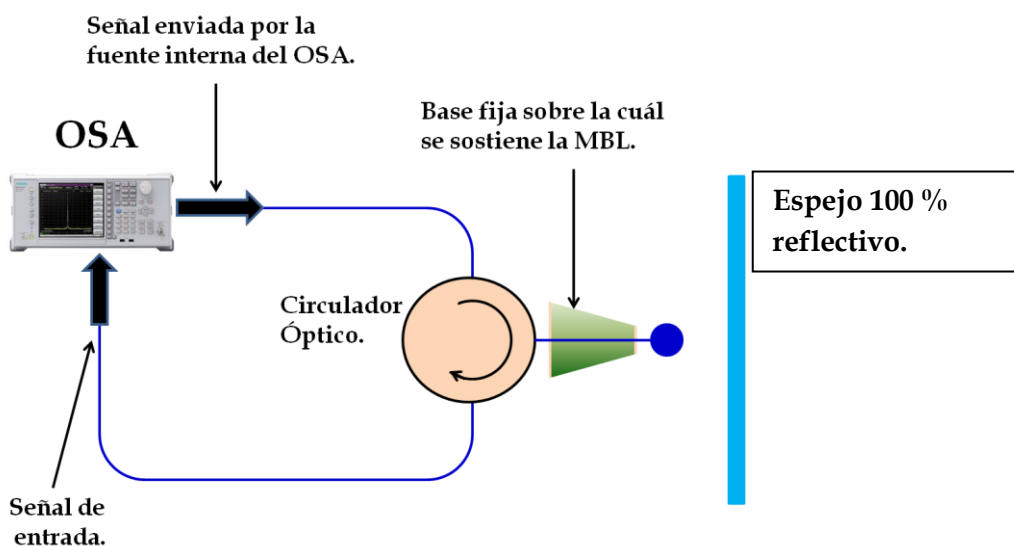 Señal enviada por la
fuente interna del OSA.
OSA
Base fija sobre la cuál
se sostiene la MBL.
Espejo 100 %
reflectivo.
Circulador
Óptico.
Señal de
entrada.